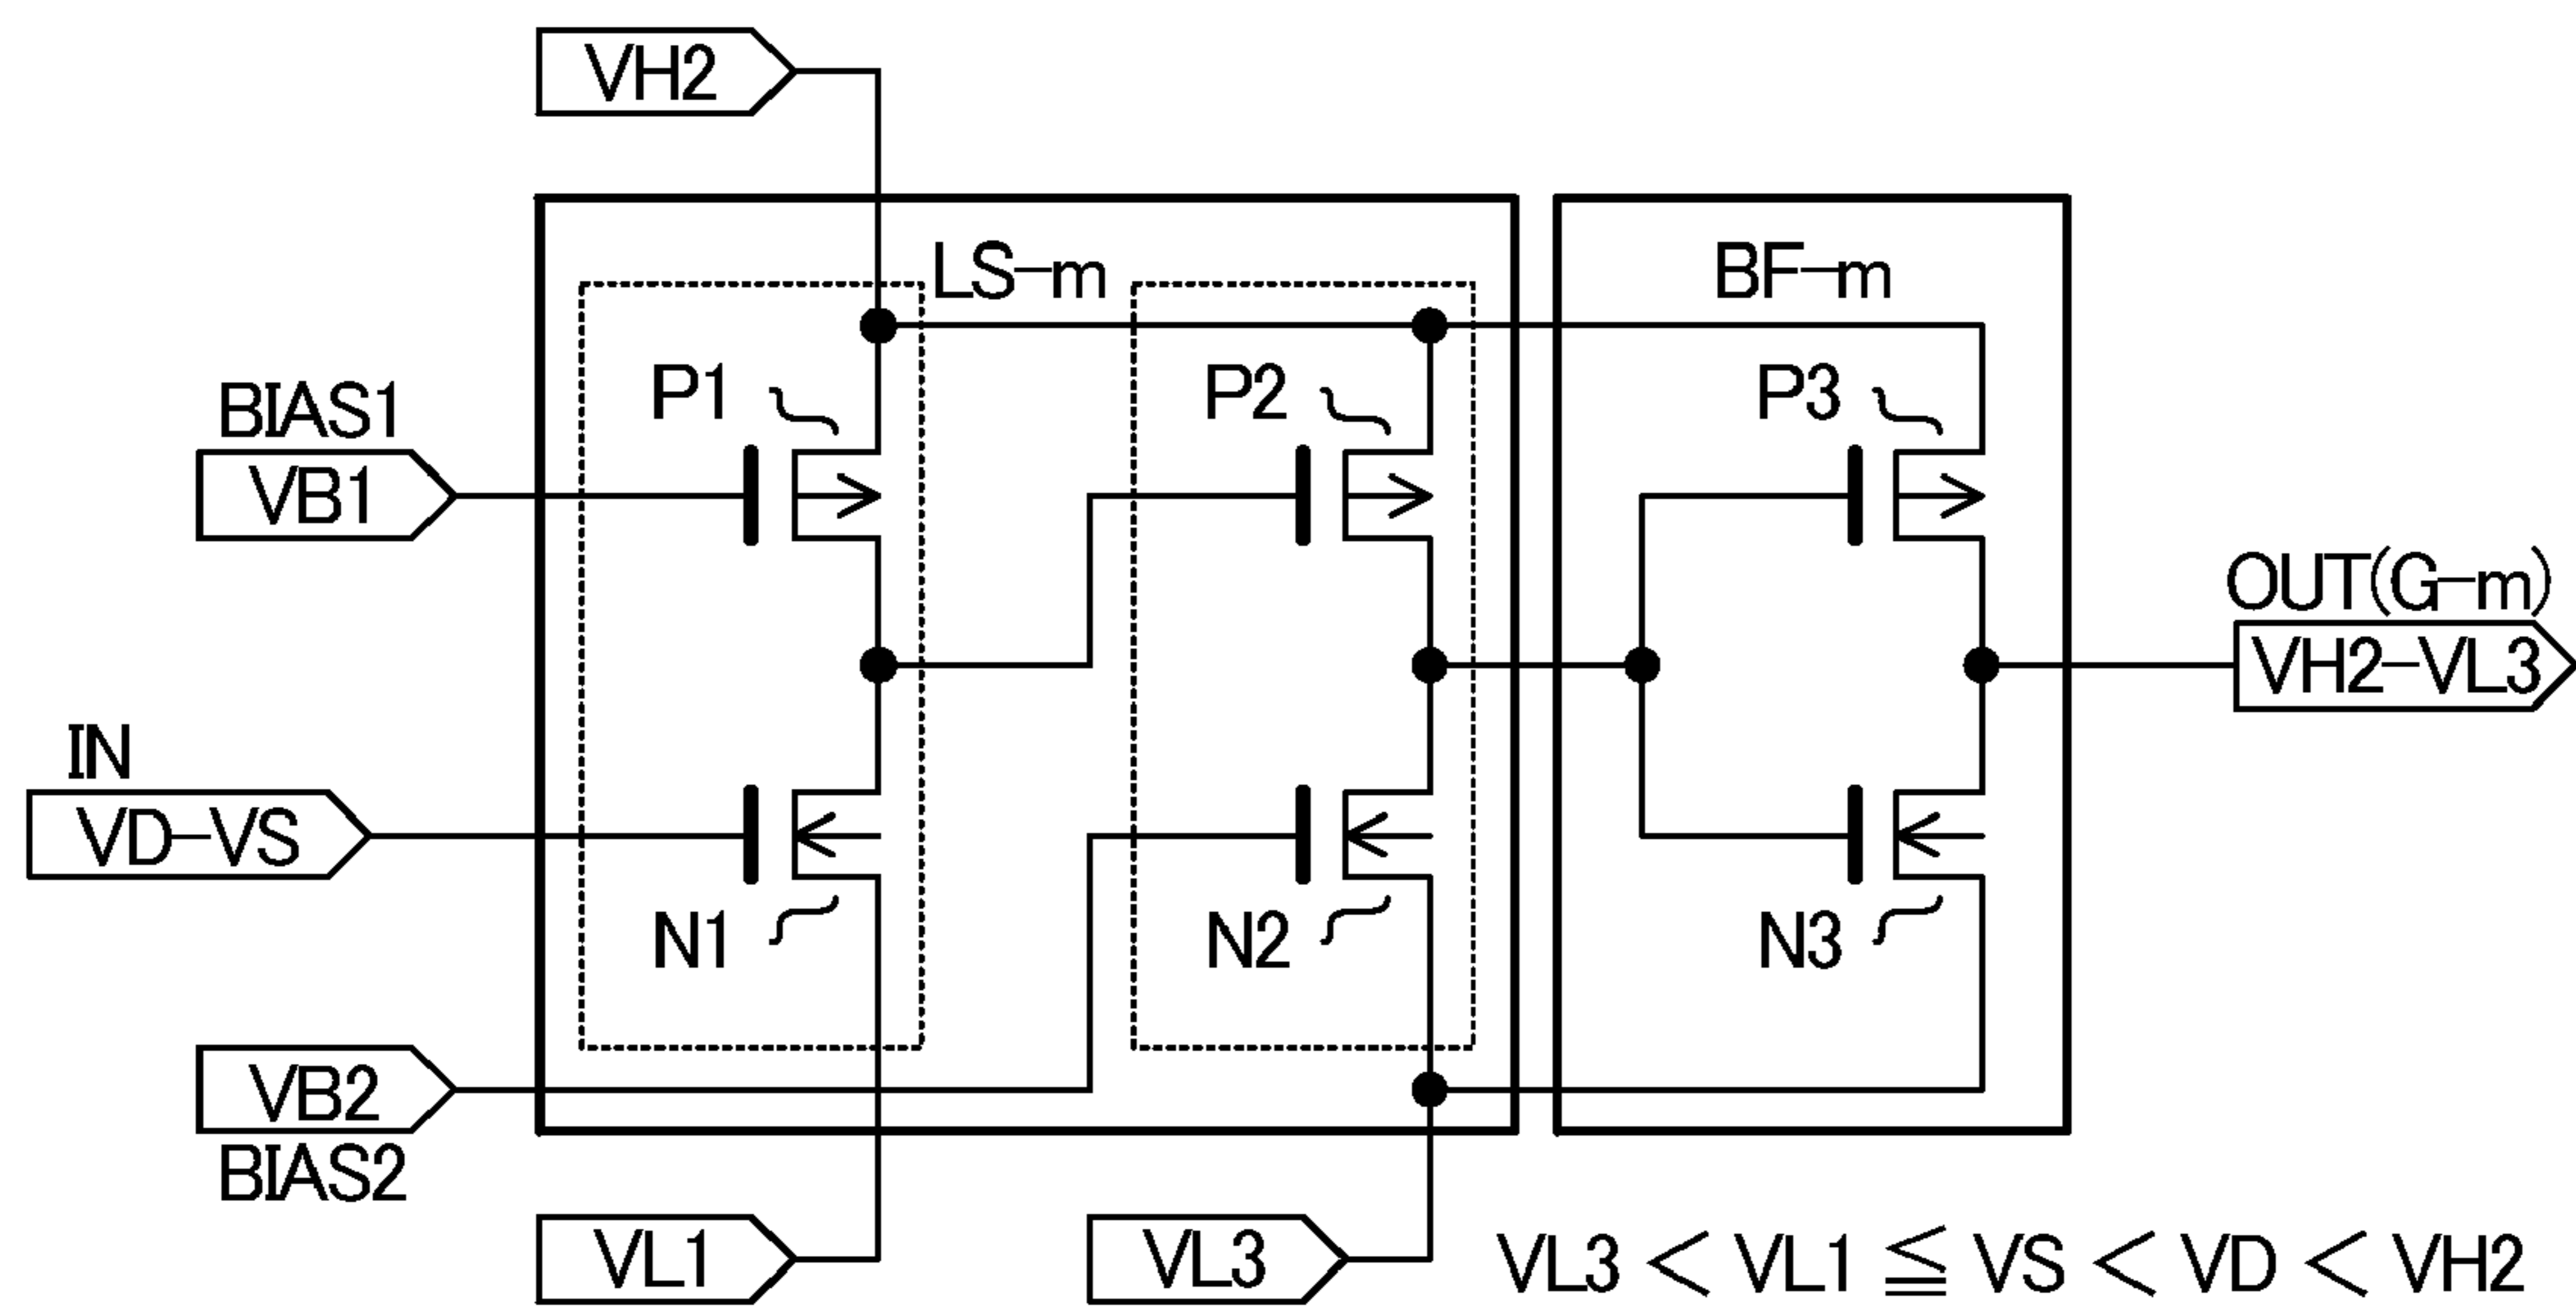 VH2
LS-m
BF-m
P1
P2
P3
BIAS1
VB1
OUT(G-m)
VH2-VL3
IN
VD-VS
N1
N2
N3
VB2
BIAS2
VL1
VL3
VL3 < VL1 ≦ VS < VD < VH2